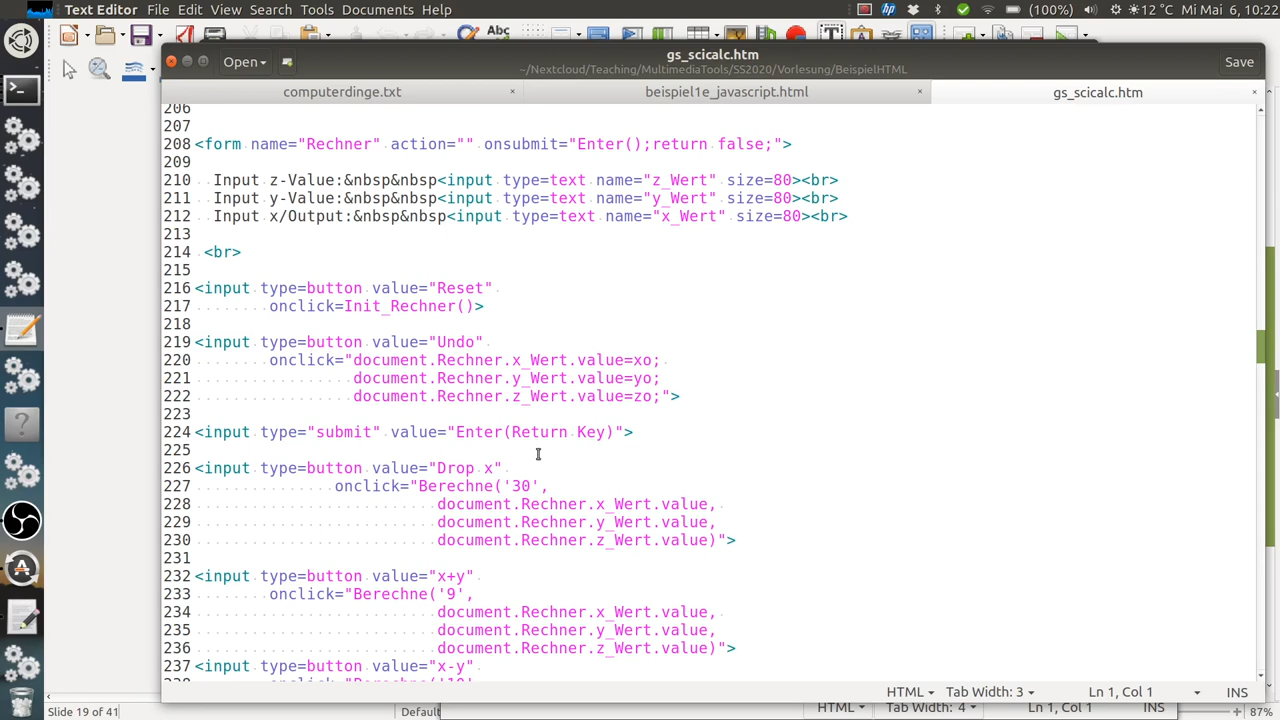 Text Editor File Edit View Search Tools Documents Help
(100%) 12 °C Mi Mai 6, 10:22
Abc
gs_scicalc.htm
Open
~/Nextcloud/Teaching/MultimediaTools/SS2020/Vorlesung/BeispielHTML
Save
computerdinge.txt × beispiel1e_javascript.html × gs_scicalc.htm ×
206
207
208 <form name="Rechner" action="" onsubmit="Enter();return false;">
209
210 Input z-Value:&nbsp&nbsp<input type=text name="z_Wert" size=80><br>
211 Input y-Value:&nbsp&nbsp<input type=text name="y_Wert" size=80><br>
212 Input x/Output:&nbsp&nbsp<input type=text name="x_Wert" size=80><br>
213
214 <br>
215
216 <input type=button value="Reset"
217 onclick=Init_Rechner()>
218
219 <input type=button value="Undo"
220 onclick="document.Rechner.x_Wert.value=xo;
221 document.Rechner.y_Wert.value=yo;
222 document.Rechner.z_Wert.value=zo;">
223
224 <input type="submit" value="Enter(Return Key)">
225
226 <input type=button value="Drop x"
227 onclick="Berechne('30',
228 document.Rechner.x_Wert.value,
229 document.Rechner.y_Wert.value,
230 document.Rechner.z_Wert.value)">
231
232 <input type=button value="x+y"
233 onclick="Berechne('9',
234 document.Rechner.x_Wert.value,
235 document.Rechner.y_Wert.value,
236 document.Rechner.z_Wert.value)">
237 <input type=button value="x-y"
HTML Tab Width: 3 Ln 1, Col 1 INS
Slide 19 of 41 Default HTML Tab Width: 4 Ln 1, Col 1 INS 87%